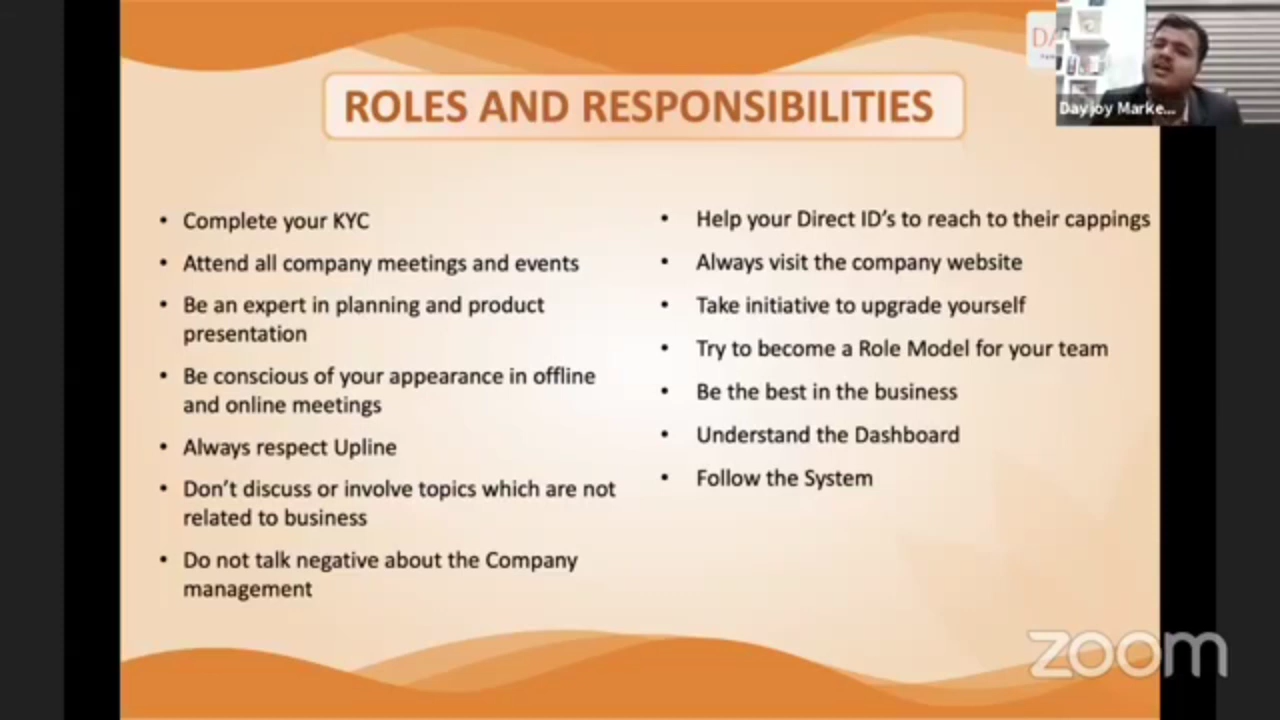 ROLES AND RESPONSIBILITIES
DA
Dayjoy Marke...
• Complete your KYC
• Attend all company meetings and events
• Be an expert in planning and product
presentation
• Be conscious of your appearance in offline
and online meetings
• Always respect Upline
• Don't discuss or involve topics which are not
related to business
• Do not talk negative about the Company
management
• Help your Direct ID's to reach to their cappings
• Always visit the company website
• Take initiative to upgrade yourself
• Try to become a Role Model for your team
• Be the best in the business
• Understand the Dashboard
• Follow the System
zoom